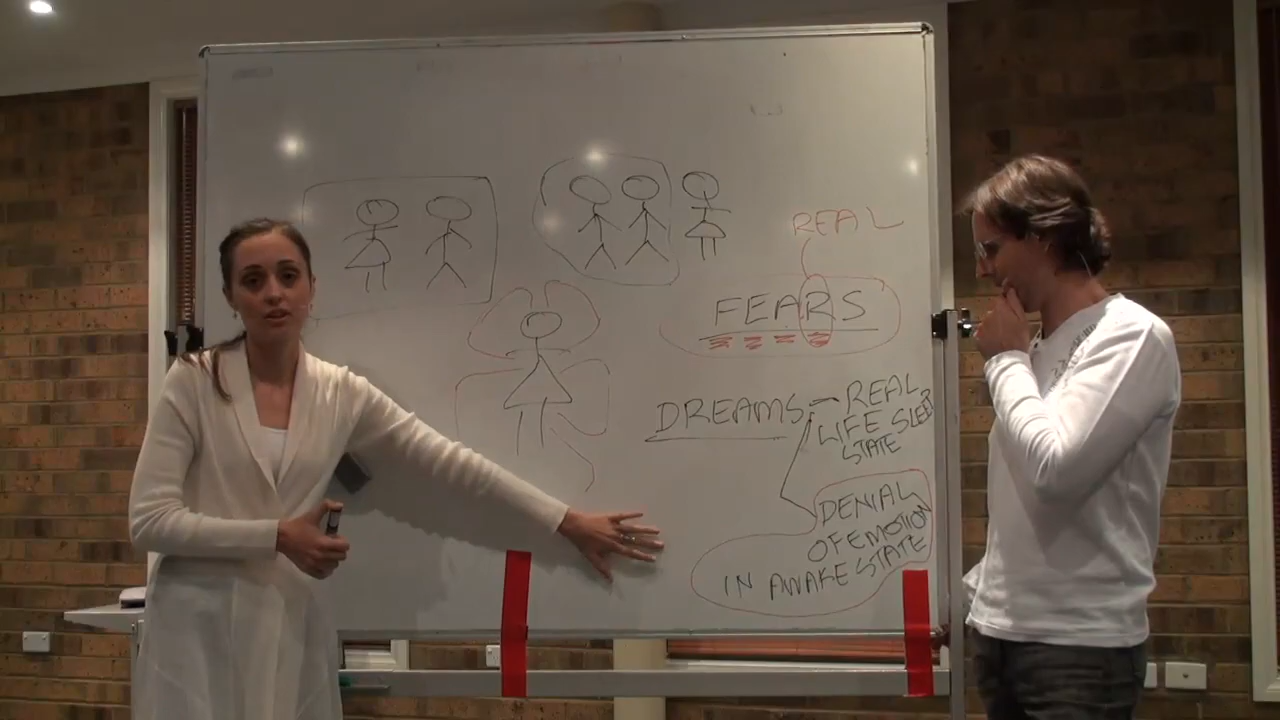 REAL
FEARS
DREAMS — REAL
LIFE SLEEP
STATE
DENIAL
OF EMOTION
IN AWAKE STATE